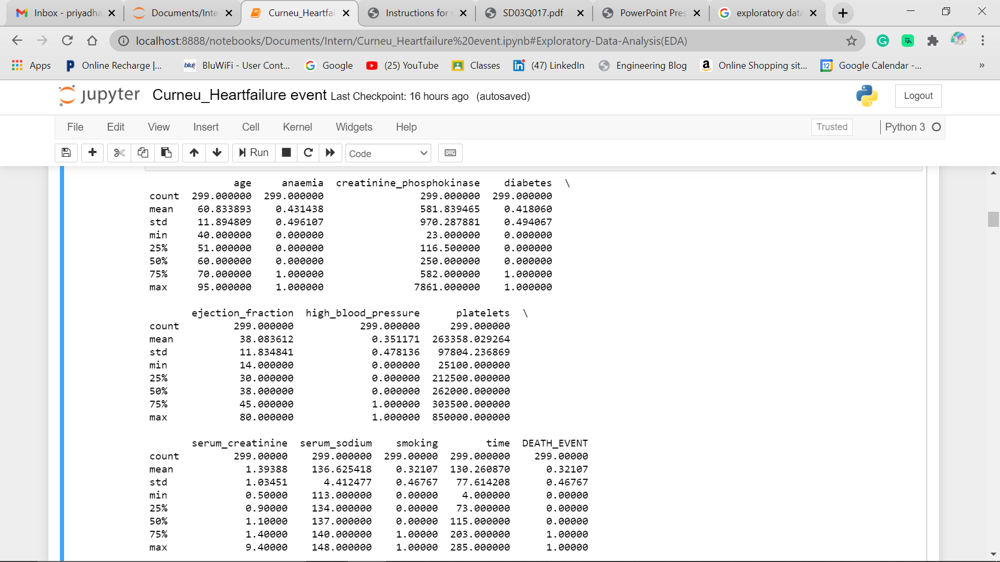 Inbox - priyadha
Documents/Inte
Curneu_Heartfai
Instructions for s
SD03Q017.pdf
PowerPoint Pres
exploratory data
localhost:8888/notebooks/Documents/Intern/Curneu_Heartfailure%20event.ipynb#Exploratory-Data-Analysis(EDA)
Apps Online Recharge |... BluWiFi - User Cont... Google (25) YouTube Classes (47) LinkedIn Engineering Blog Online Shopping sit... Google Calendar -... »
jupyter Curneu_Heartfailure event Last Checkpoint: 16 hours ago (autosaved) Logout
File Edit View Insert Cell Kernel Widgets Help Trusted Python 3
Run Code
age anaemia creatinine_phosphokinase diabetes \
count 299.000000 299.000000 299.000000 299.000000
mean 60.833893 0.431438 581.839465 0.418060
std 11.894809 0.496107 970.287881 0.494067
min 40.000000 0.000000 23.000000 0.000000
25% 51.000000 0.000000 116.500000 0.000000
50% 60.000000 0.000000 250.000000 0.000000
75% 70.000000 1.000000 582.000000 1.000000
max 95.000000 1.000000 7861.000000 1.000000
ejection_fraction high_blood_pressure platelets \
count 299.000000 299.000000 299.000000
mean 38.083612 0.351171 263358.029264
std 11.834841 0.478136 97804.236869
min 14.000000 0.000000 25100.000000
25% 30.000000 0.000000 212500.000000
50% 38.000000 0.000000 262000.000000
75% 45.000000 1.000000 303500.000000
max 80.000000 1.000000 850000.000000
serum_creatinine serum_sodium smoking time DEATH_EVENT
count 299.00000 299.000000 299.00000 299.000000 299.00000
mean 1.39388 136.625418 0.32107 130.260870 0.32107
std 1.03451 4.412477 0.46767 77.614208 0.46767
min 0.50000 113.000000 0.00000 4.000000 0.00000
25% 0.90000 134.000000 0.00000 73.000000 0.00000
50% 1.10000 137.000000 0.00000 115.000000 0.00000
75% 1.40000 140.000000 1.00000 203.000000 1.00000
max 9.40000 148.000000 1.00000 285.000000 1.00000